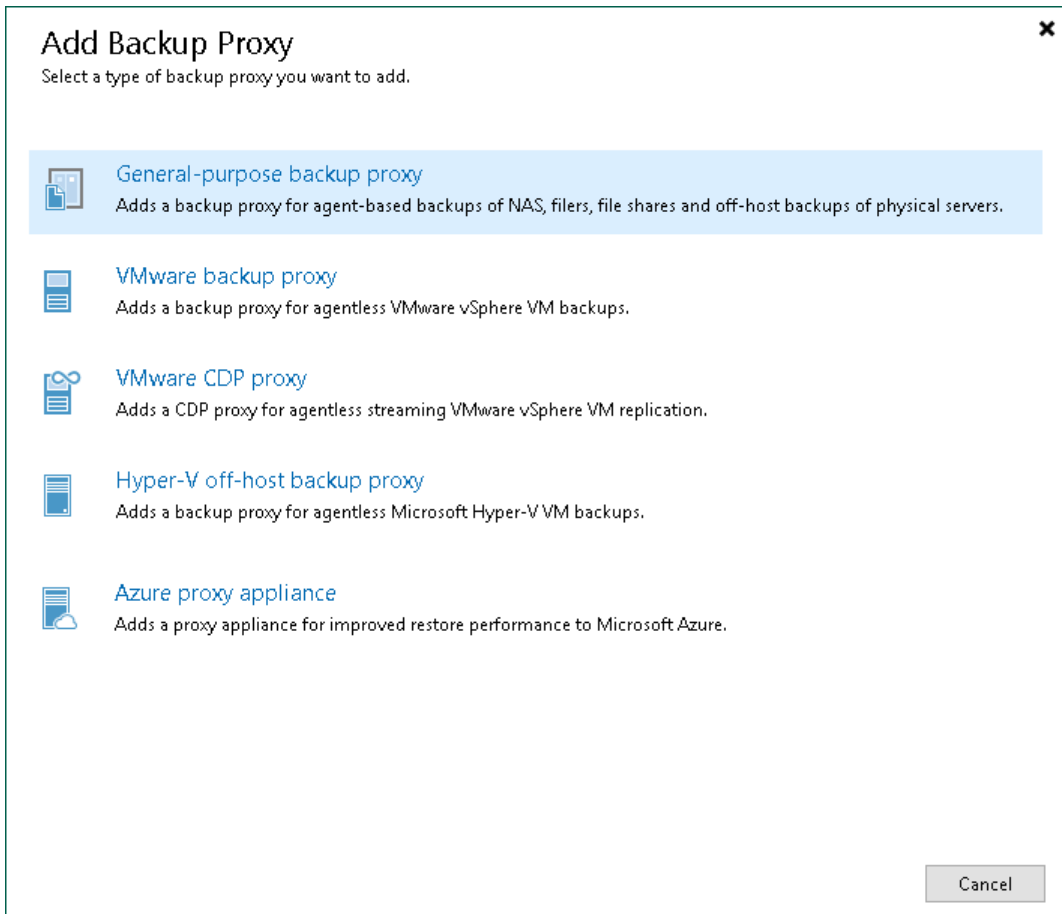 Add Backup Proxy
Select a type of backup proxy you want to add.
General-purpose backup proxy
Adds a backup proxy for agent-based backups of NAS, filers, file shares and off-host backups of physical servers.
VMware backup proxy
Adds a backup proxy for agentless VMware vSphere VM backups.
VMware CDP proxy
Adds a CDP proxy for agentless streaming VMware vSphere VM replication.
Hyper-V off-host backup proxy
Adds a backup proxy for agentless Microsoft Hyper-V VM backups.
Azure proxy appliance
Adds a proxy appliance for improved restore performance to Microsoft Azure.
Cancel